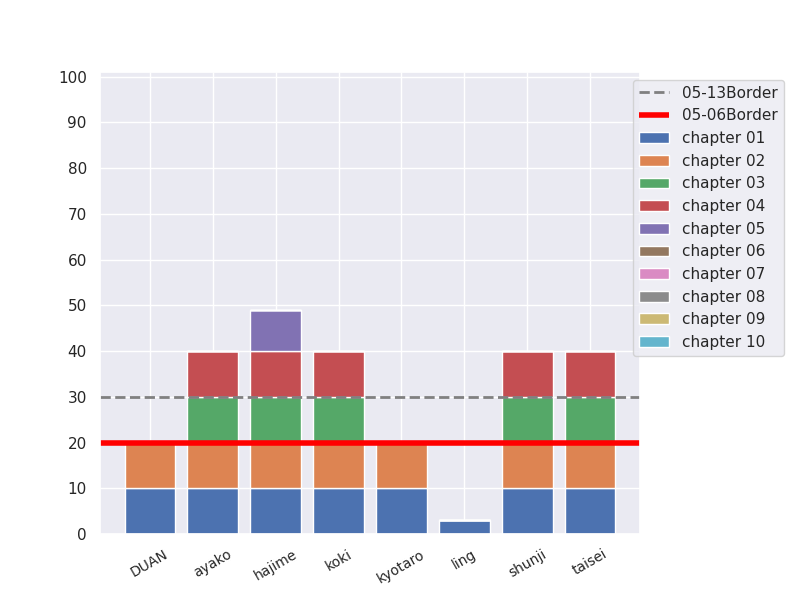 100
90
80
70
60
50
40
30
20
10
0
DUAN
ayako
hajime
koki
kyotaro
ling
shunji
taisei
05-13Border
05-06Border
chapter 01
chapter 02
chapter 03
chapter 04
chapter 05
chapter 06
chapter 07
chapter 08
chapter 09
chapter 10